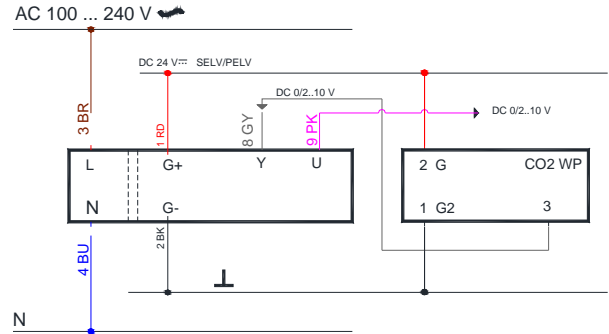 AC 100 ... 240 V
DC 24 V⎓ SELV/PELV
DC 0/2..10 V
DC 0/2..10 V
3 BR
1 RD
8 GY
9 PK
L
G+
Y
U
2 G
CO2 WP
N
G-
1 G2
3
4 BU
2 BK
N